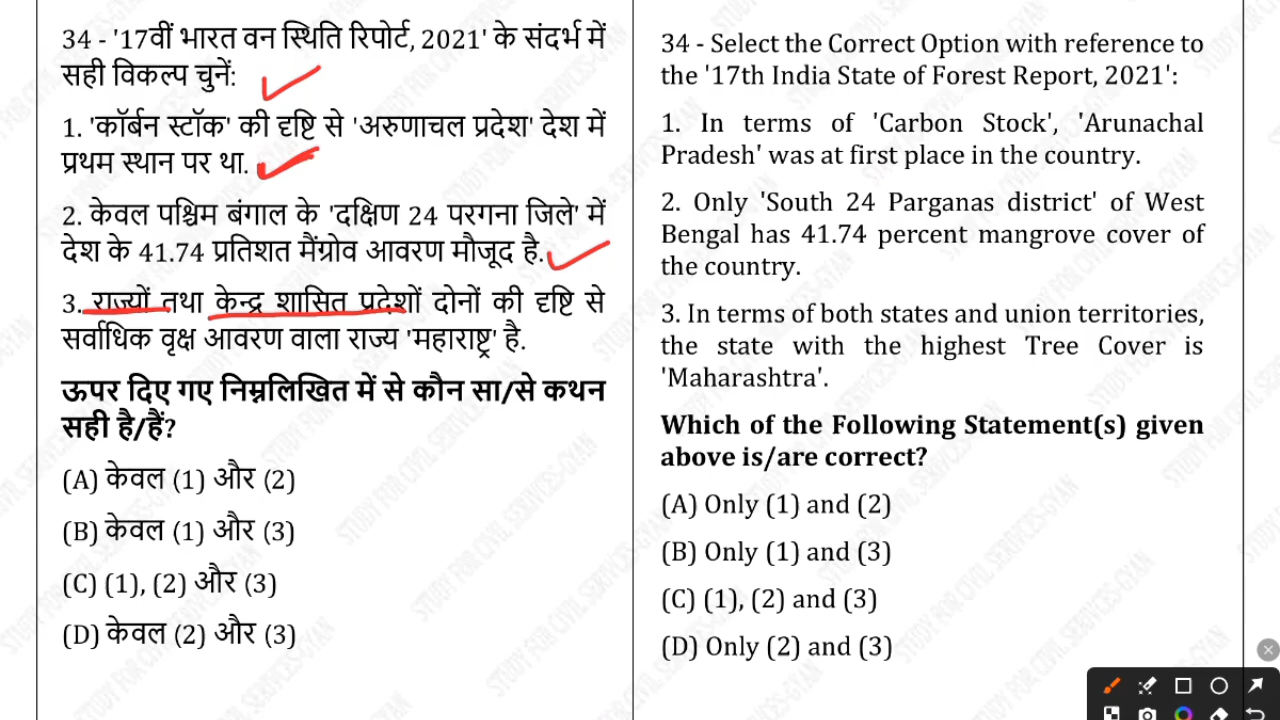 34 - '17वीं भारत वन स्थिति रिपोर्ट, 2021' के संदर्भ में
सही विकल्प चुनें:
1. 'कॉर्बन स्टॉक' की दृष्टि से 'अरुणाचल प्रदेश' देश में
प्रथम स्थान पर था.
2. केवल पश्चिम बंगाल के 'दक्षिण 24 परगना जिले' में
देश के 41.74 प्रतिशत मैंग्रोव आवरण मौजूद है.
3. राज्यों तथा केन्द्र शासित प्रदेशों दोनों की दृष्टि से
सर्वाधिक वृक्ष आवरण वाला राज्य 'महाराष्ट्र' है.
ऊपर दिए गए निम्नलिखित में से कौन सा/से कथन
सही है/हैं?
(A) केवल (1) और (2)
(B) केवल (1) और (3)
(C) (1), (2) और (3)
(D) केवल (2) और (3)
34 - Select the Correct Option with reference to
the '17th India State of Forest Report, 2021':
1. In terms of 'Carbon Stock', 'Arunachal
Pradesh' was at first place in the country.
2. Only 'South 24 Parganas district' of West
Bengal has 41.74 percent mangrove cover of
the country.
3. In terms of both states and union territories,
the state with the highest Tree Cover is
'Maharashtra'.
Which of the Following Statement(s) given
above is/are correct?
(A) Only (1) and (2)
(B) Only (1) and (3)
(C) (1), (2) and (3)
(D) Only (2) and (3)
STUDY FOR CIVIL SERIVCES-GYAN